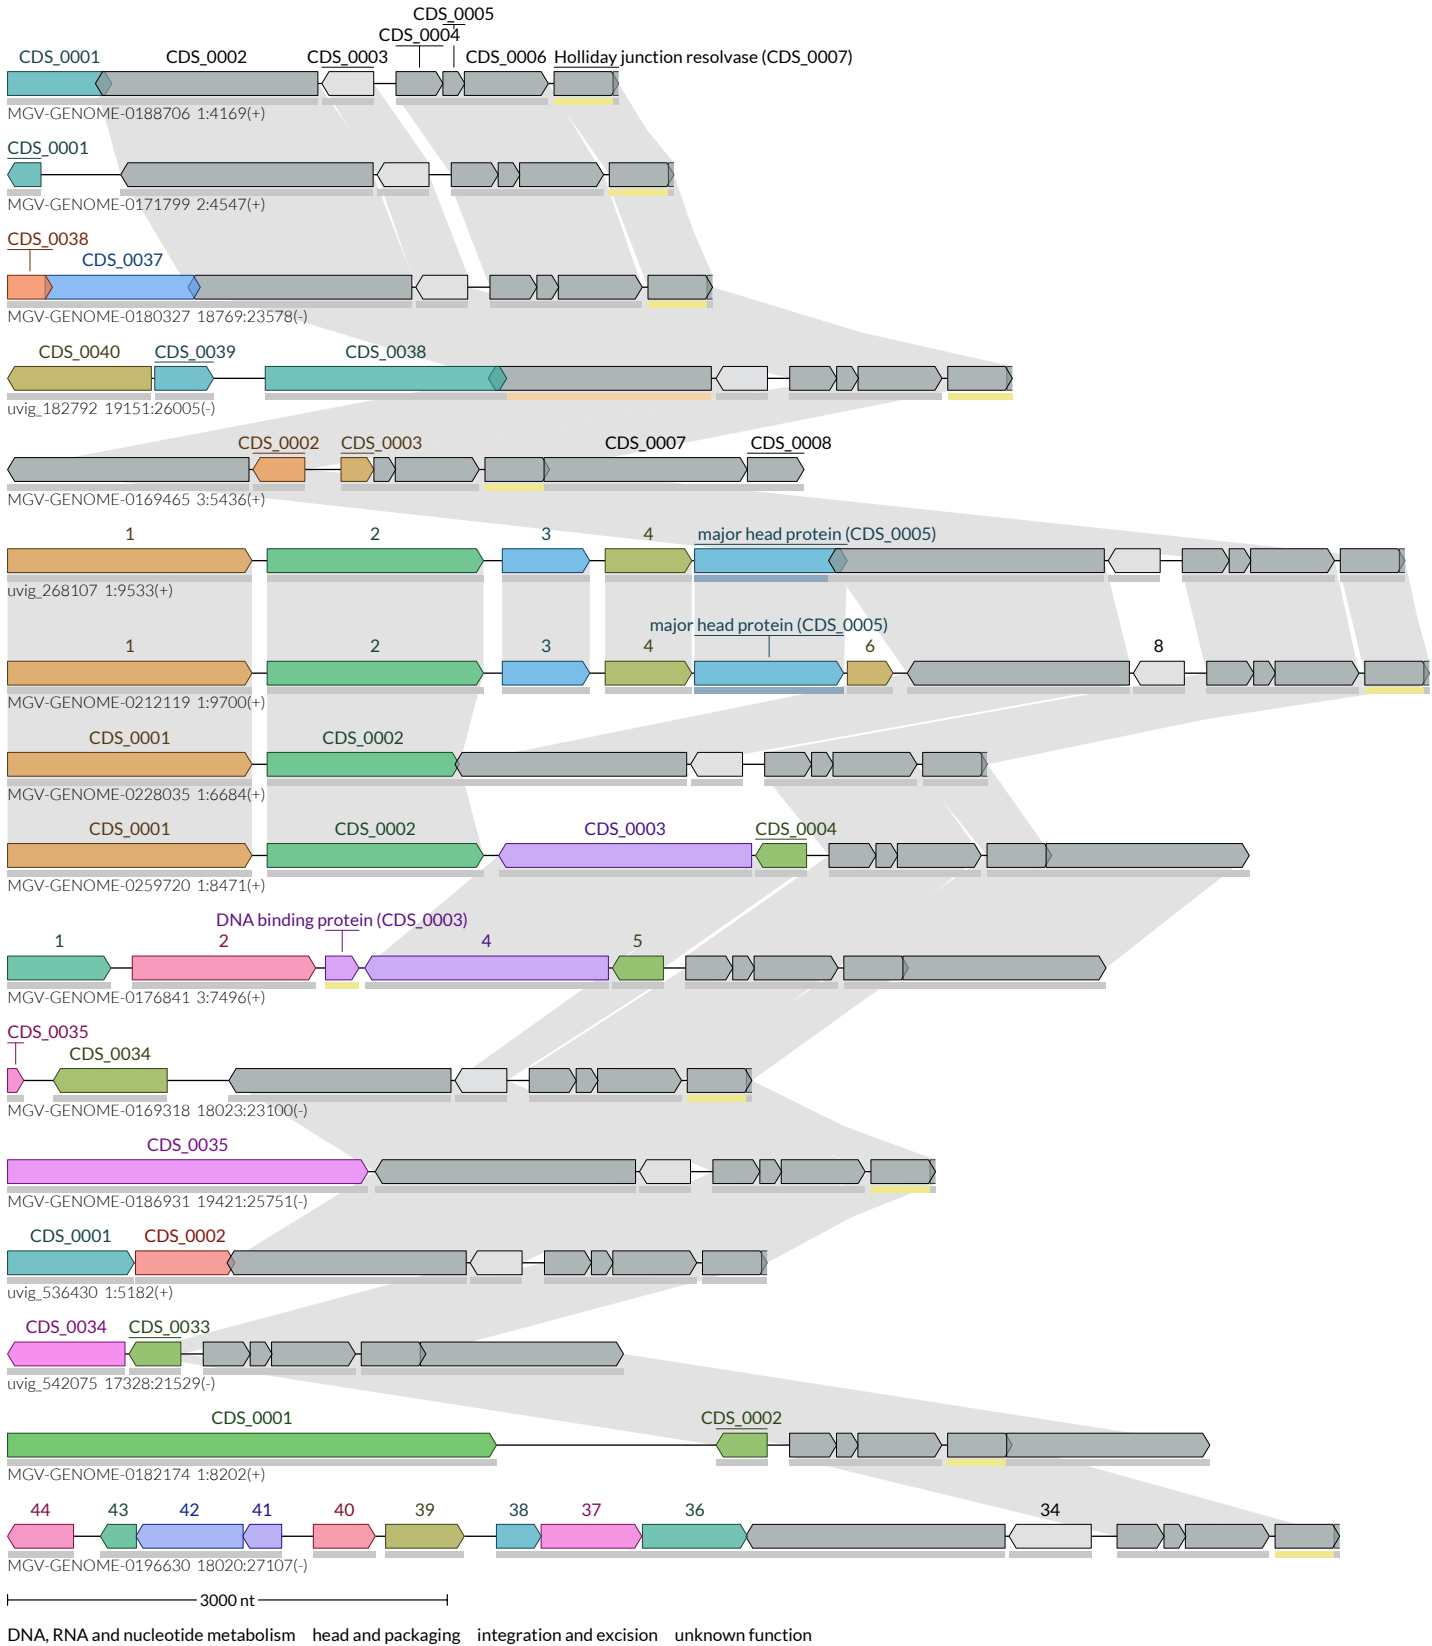 CDS_0005
CDS_0004
CDS_0001 CDS_0002 CDS_0003 CDS_0006 Holliday junction resolvase (CDS_0007)
MGV-GENOME-0188706 1:4169(+)
CDS_0001
MGV-GENOME-0171799 2:4547(+)
CDS_0038
CDS_0037
MGV-GENOME-0180327 18769:23578(-)
CDS_0040 CDS_0039 CDS_0038
uvig_182792 19151:26005(-)
CDS_0002 CDS_0003 CDS_0007 CDS_0008
MGV-GENOME-0169465 3:5436(+)
1 2 3 4 major head protein (CDS_0005)
uvig_268107 1:9533(+)
major head protein (CDS_0005)
1 2 3 4 6 8
MGV-GENOME-0212119 1:9700(+)
CDS_0001 CDS_0002
MGV-GENOME-0228035 1:6684(+)
CDS_0001 CDS_0002 CDS_0003 CDS_0004
MGV-GENOME-0259720 1:8471(+)
DNA binding protein (CDS_0003)
1 2 4 5
MGV-GENOME-0176841 3:7496(+)
CDS_0035
CDS_0034
MGV-GENOME-0169318 18023:23100(-)
CDS_0035
MGV-GENOME-0186931 19421:25751(-)
CDS_0001 CDS_0002
uvig_536430 1:5182(+)
CDS_0034 CDS_0033
uvig_542075 17328:21529(-)
CDS_0001 CDS_0002
MGV-GENOME-0182174 1:8202(+)
44 43 42 41 40 39 38 37 36 34
MGV-GENOME-0196630 18020:27107(-)
3000 nt
DNA, RNA and nucleotide metabolism head and packaging integration and excision unknown function